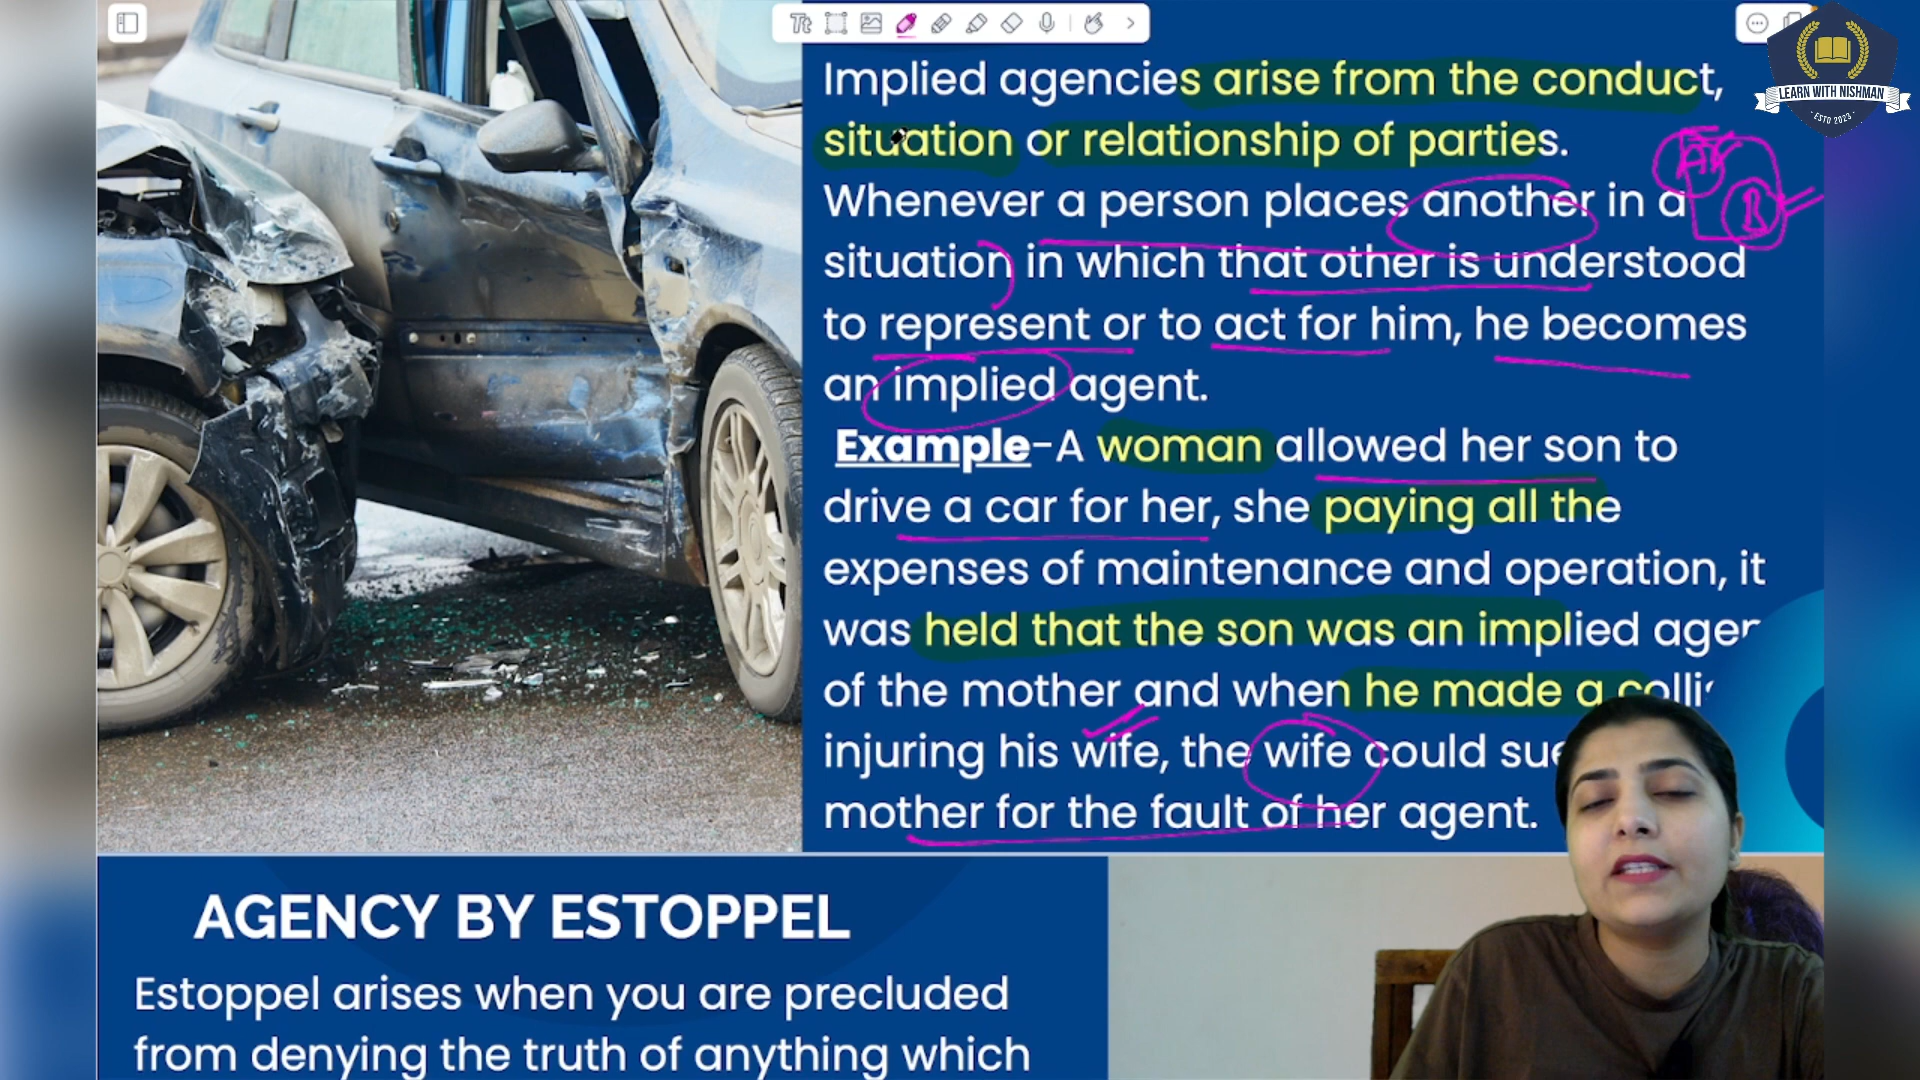 Tt
LEARN WITH NISHMAN
ESTD 2023
Implied agencies arise from the conduct,
situation or relationship of parties.
Whenever a person places another in a
situation in which that other is understood
to represent or to act for him, he becomes
an implied agent.
Example-A woman allowed her son to
drive a car for her, she paying all the
expenses of maintenance and operation, it
was held that the son was an implied
of the mother and when he made a
injuring his wife, the wife could sue
mother for the fault of her agent.
B
AGENCY BY ESTOPPEL
Estoppel arises when you are precluded
from denying the truth of anything which